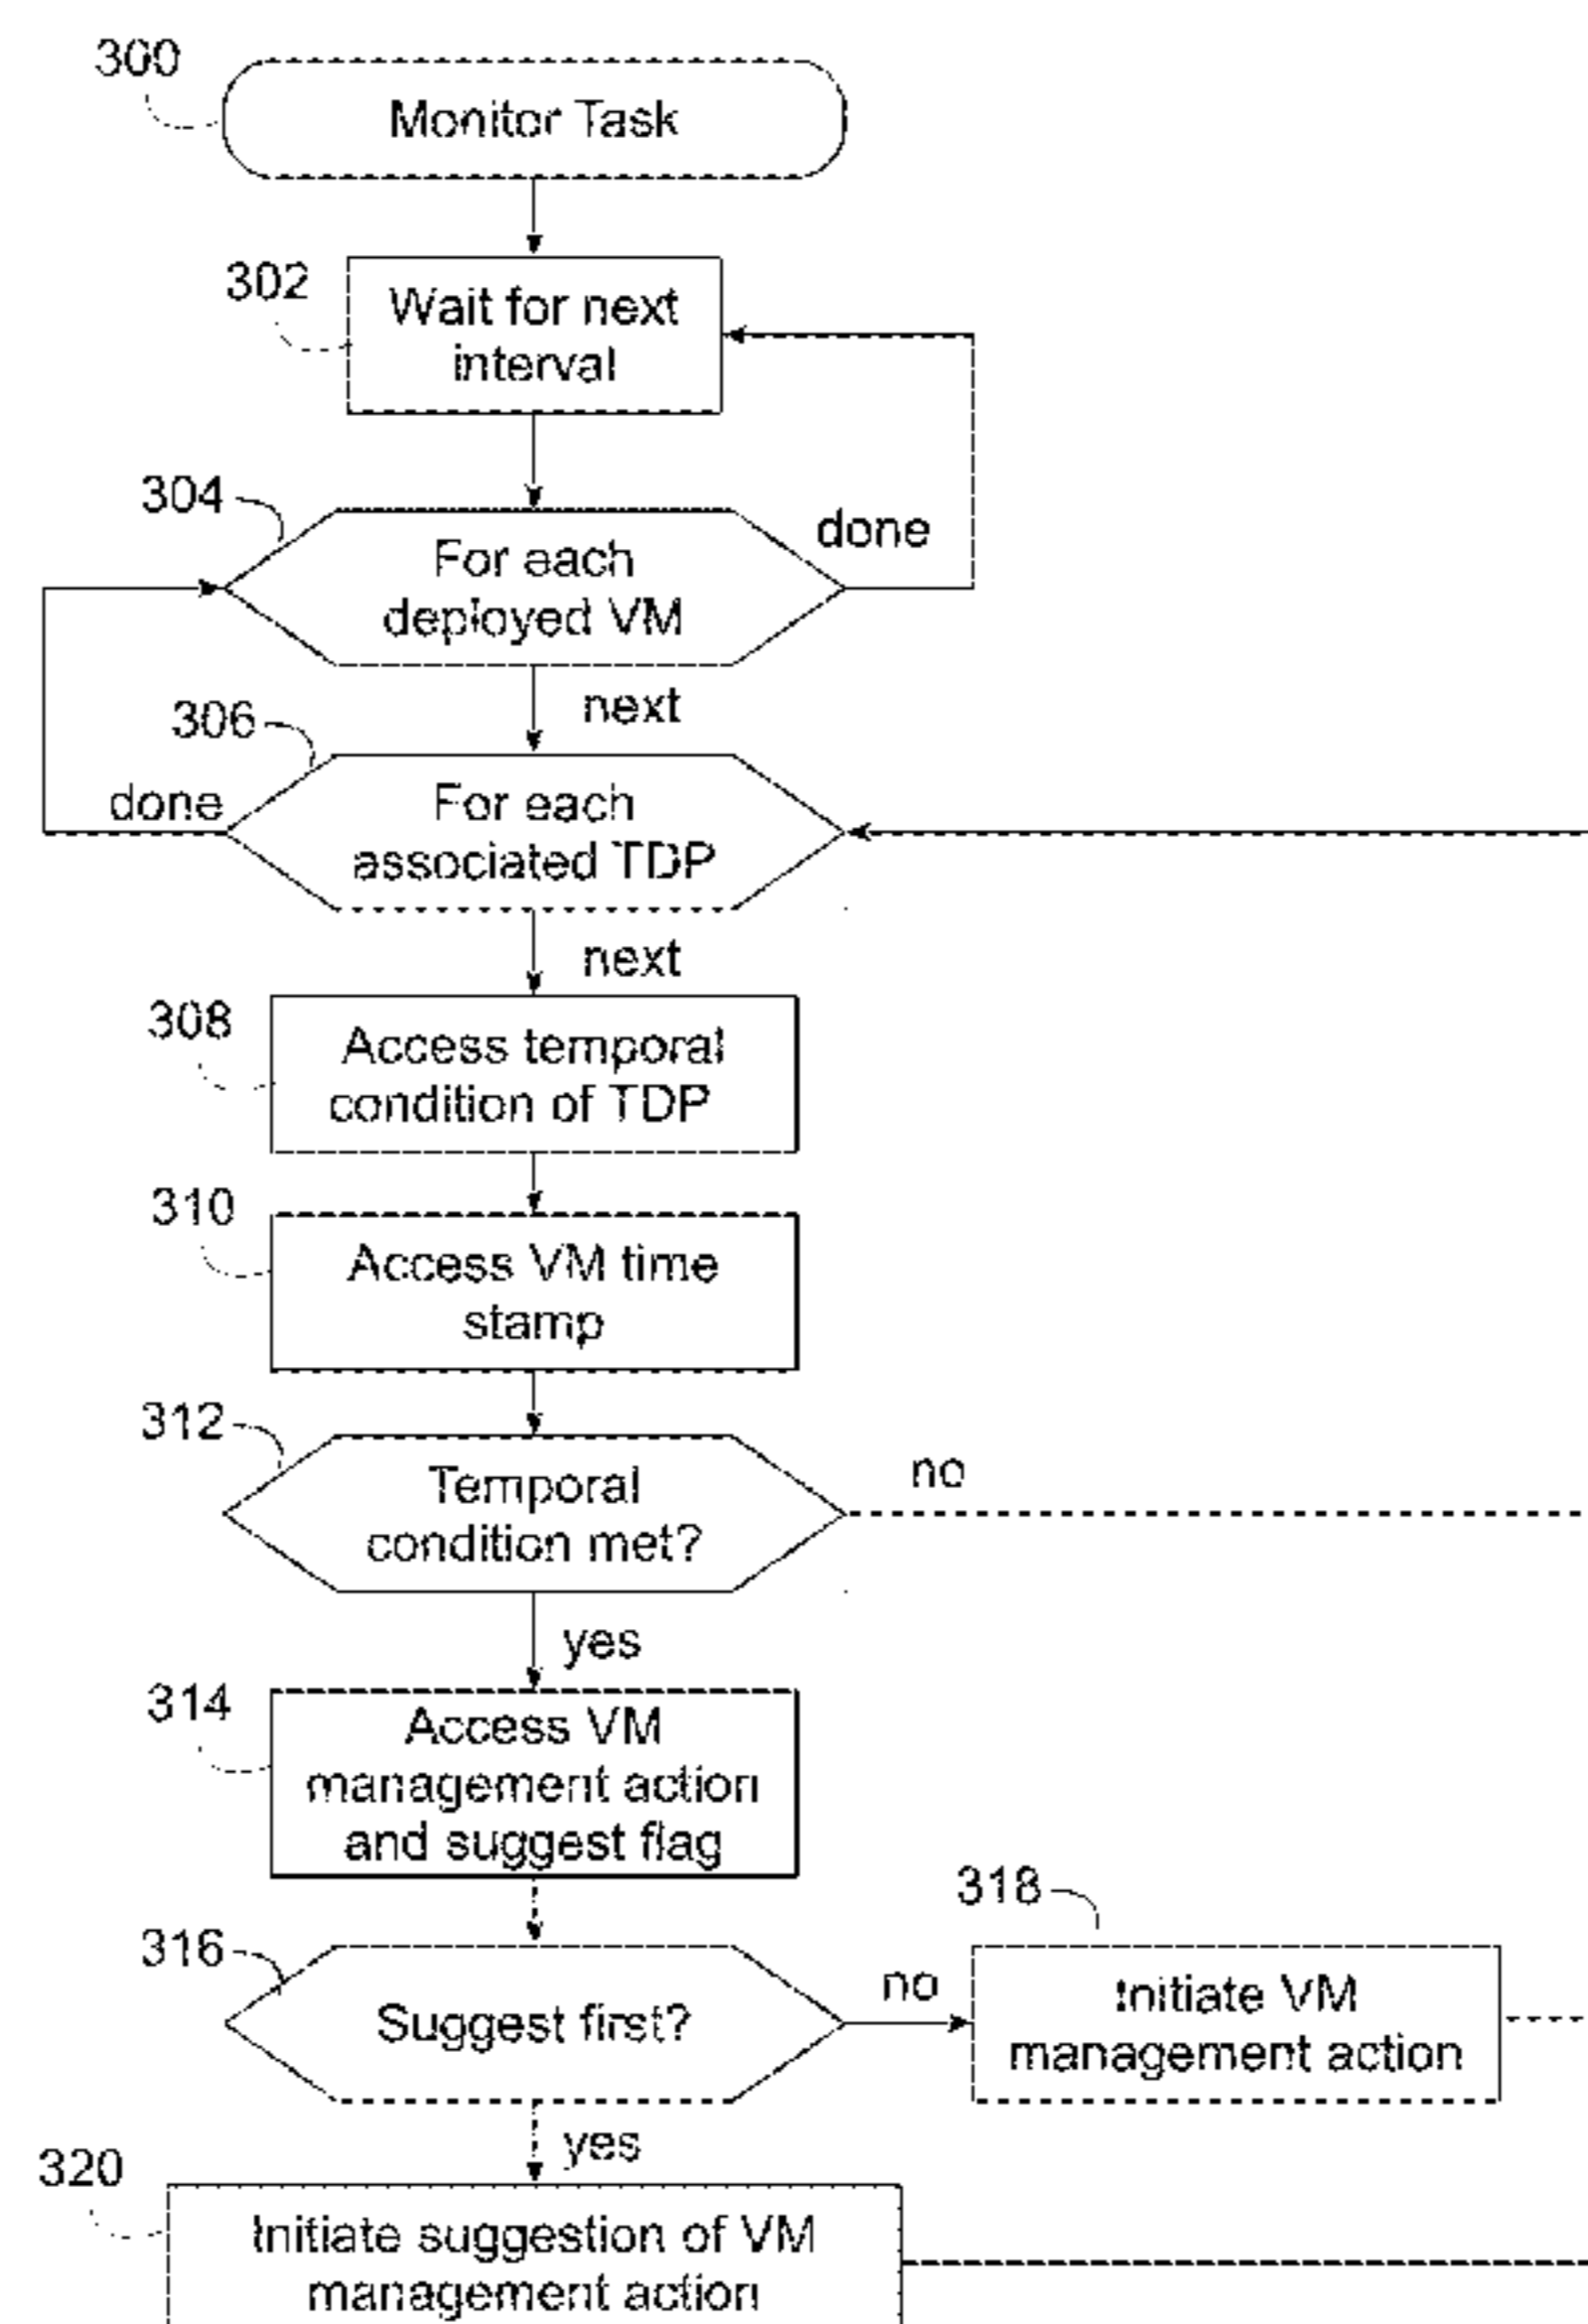 300
Monitor Task
302
Wait for next
interval
304
For each
deployed VM
done
next
306
done
For each
associated TDP
next
308
Access temporal
condition of TDP
310
Access VM time
stamp
312
Temporal
condition met?
no
yes
314
Access VM
management action
and suggest flag
316
Suggest first?
no
318
Initiate VM
management action
yes
320
Initiate suggestion of VM
management action